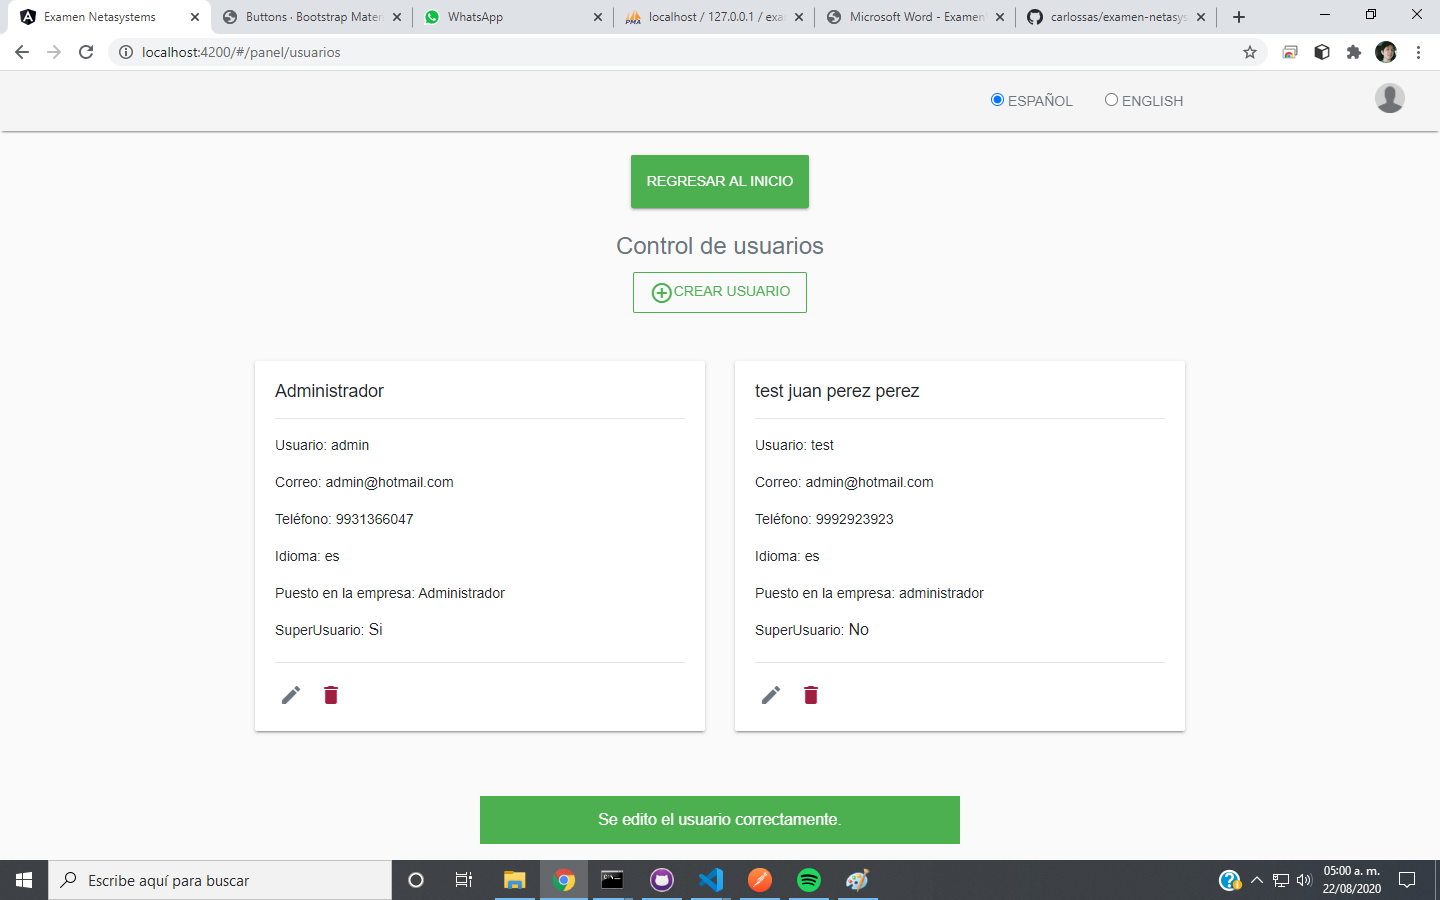 Examen Netasystems
Buttons · Bootstrap Mater
WhatsApp
localhost / 127.0.0.1 / exa
Microsoft Word - Examen
carlossas/examen-netasys
localhost:4200/#/panel/usuarios
ESPAÑOL
ENGLISH
REGRESAR AL INICIO
Control de usuarios
CREAR USUARIO
Administrador
Usuario: admin
Correo: admin@hotmail.com
Teléfono: 9931366047
Idioma: es
Puesto en la empresa: Administrador
SuperUsuario: Si
test juan perez perez
Usuario: test
Correo: admin@hotmail.com
Teléfono: 9992923923
Idioma: es
Puesto en la empresa: administrador
SuperUsuario: No
Se edito el usuario correctamente.
Escribe aquí para buscar
05:00 a. m.
22/08/2020